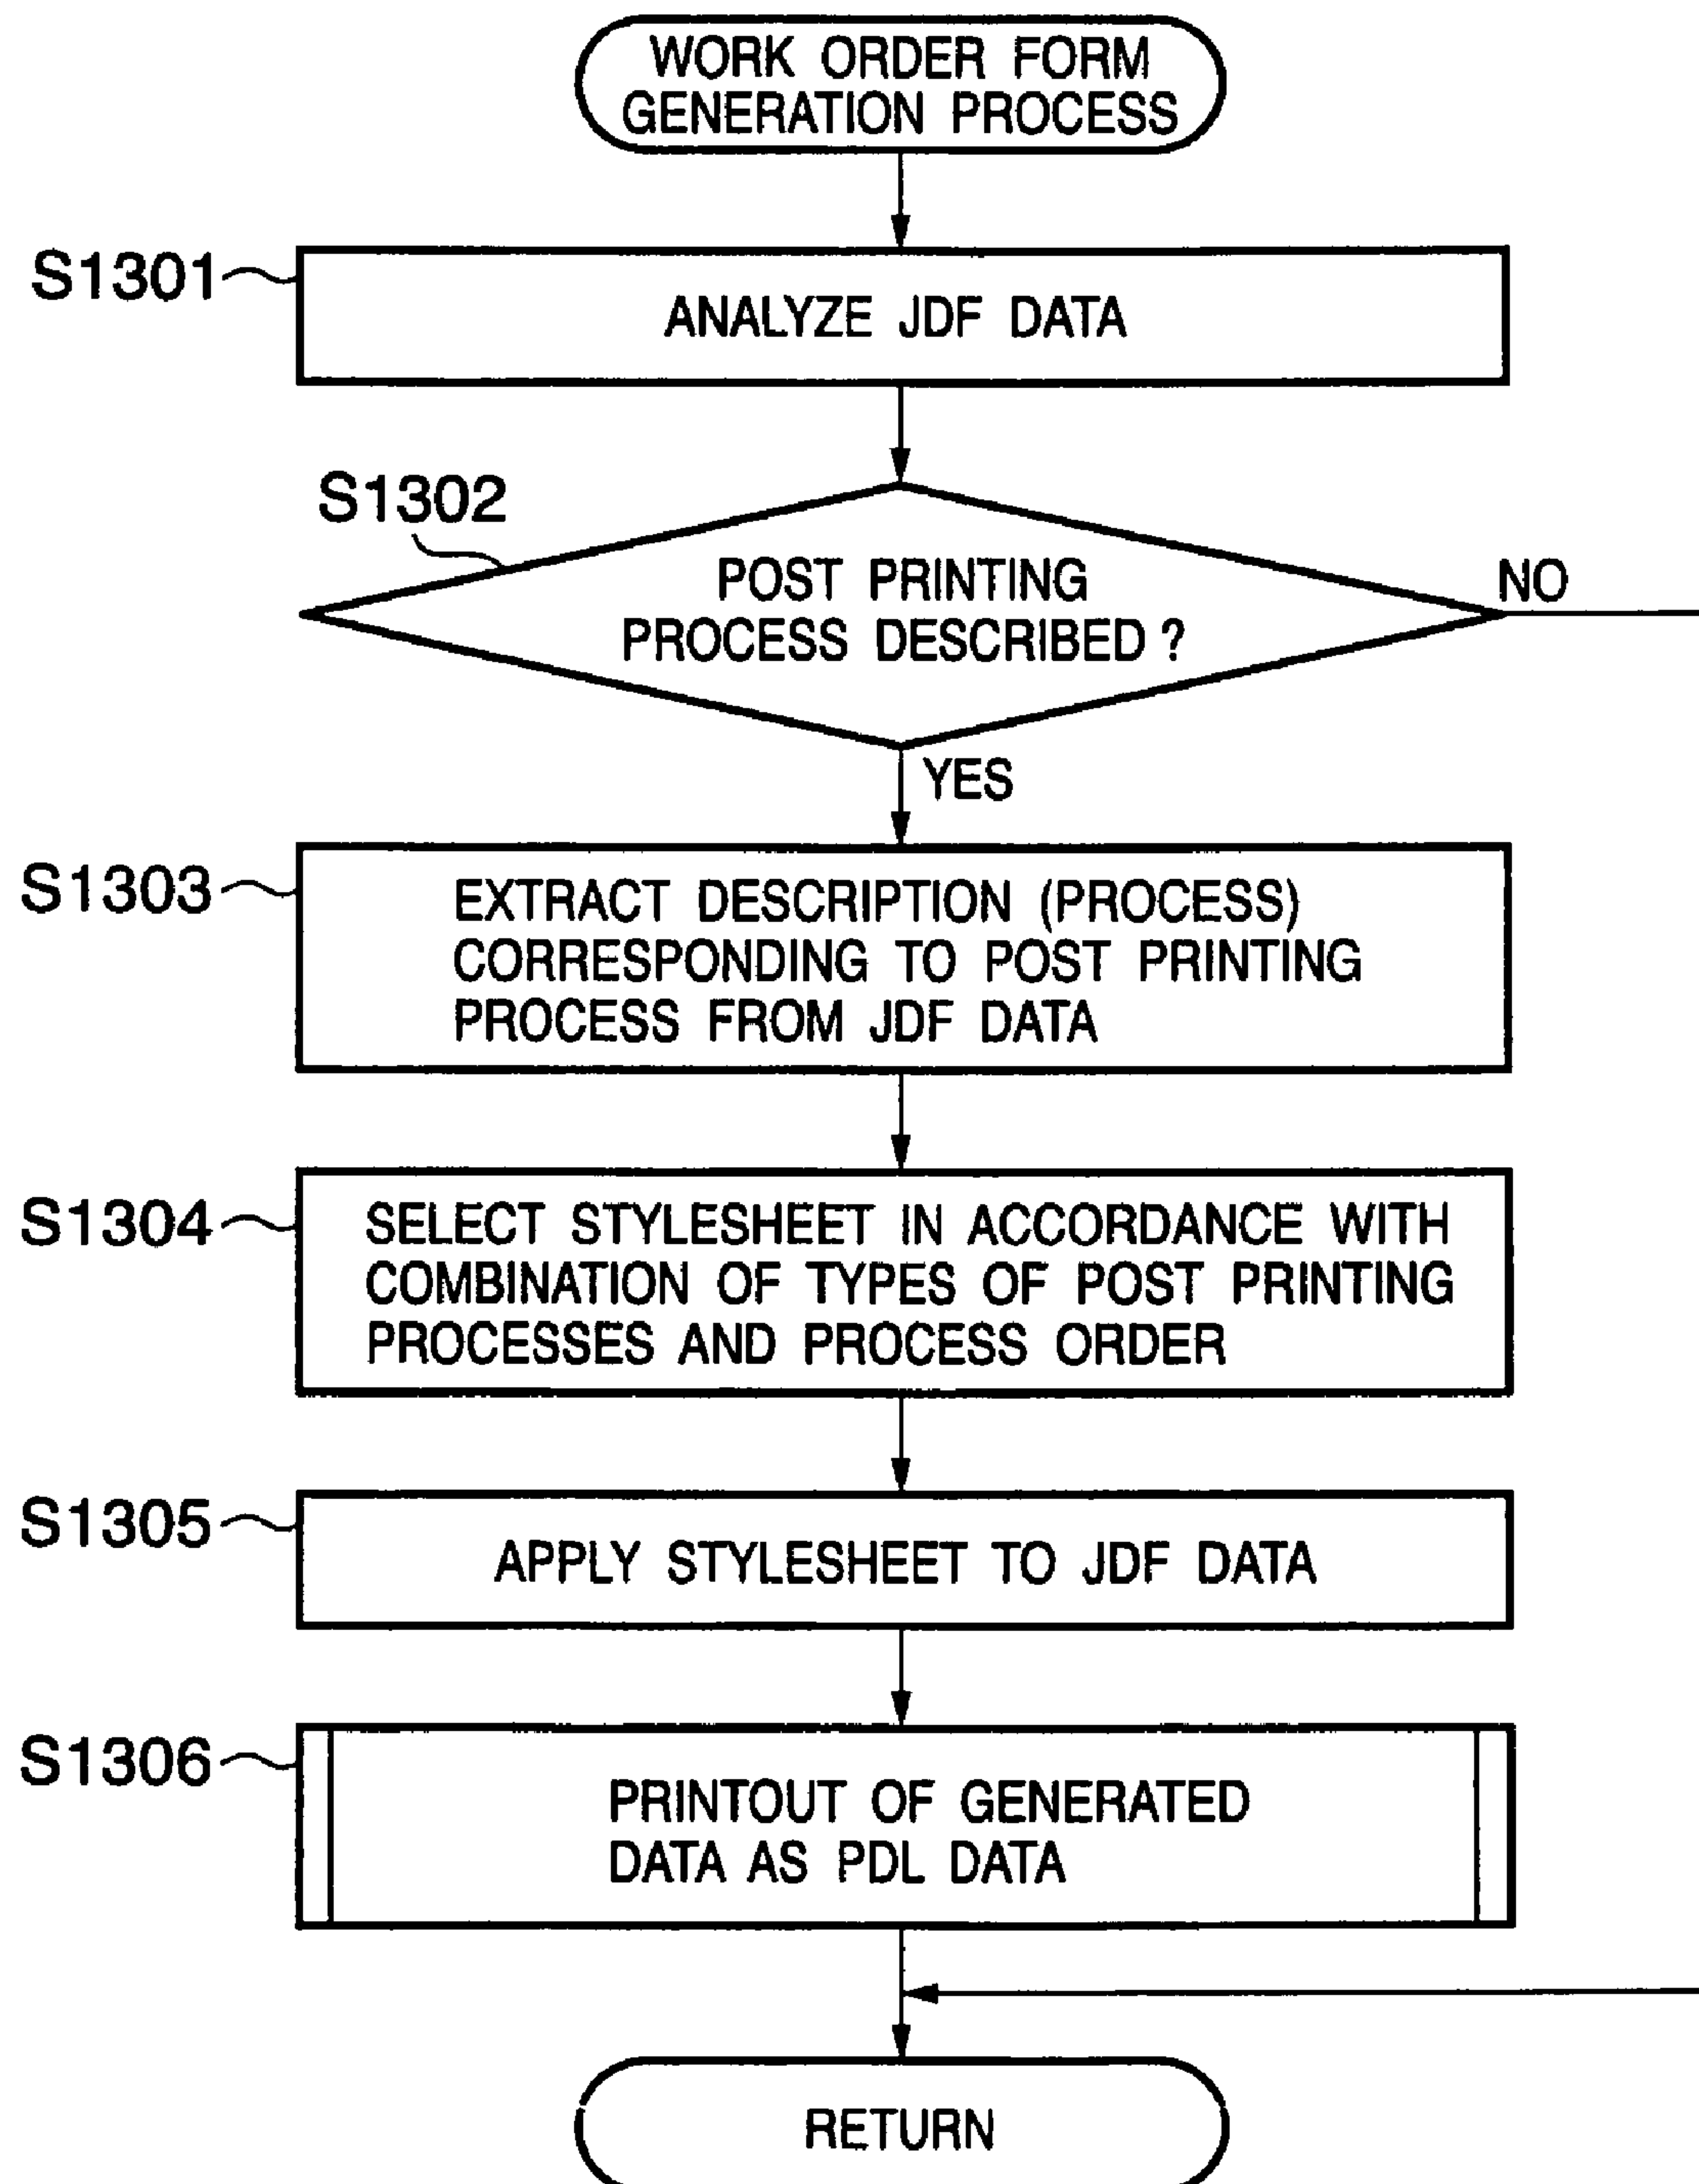 WORK ORDER FORM
GENERATION PROCESS
S1301
ANALYZE JDF DATA
S1302
POST PRINTING
PROCESS DESCRIBED ?
NO
YES
S1303
EXTRACT DESCRIPTION (PROCESS)
CORRESPONDING TO POST PRINTING
PROCESS FROM JDF DATA
S1304
SELECT STYLESHEET IN ACCORDANCE WITH
COMBINATION OF TYPES OF POST PRINTING
PROCESSES AND PROCESS ORDER
S1305
APPLY STYLESHEET TO JDF DATA
S1306
PRINTOUT OF GENERATED
DATA AS PDL DATA
RETURN